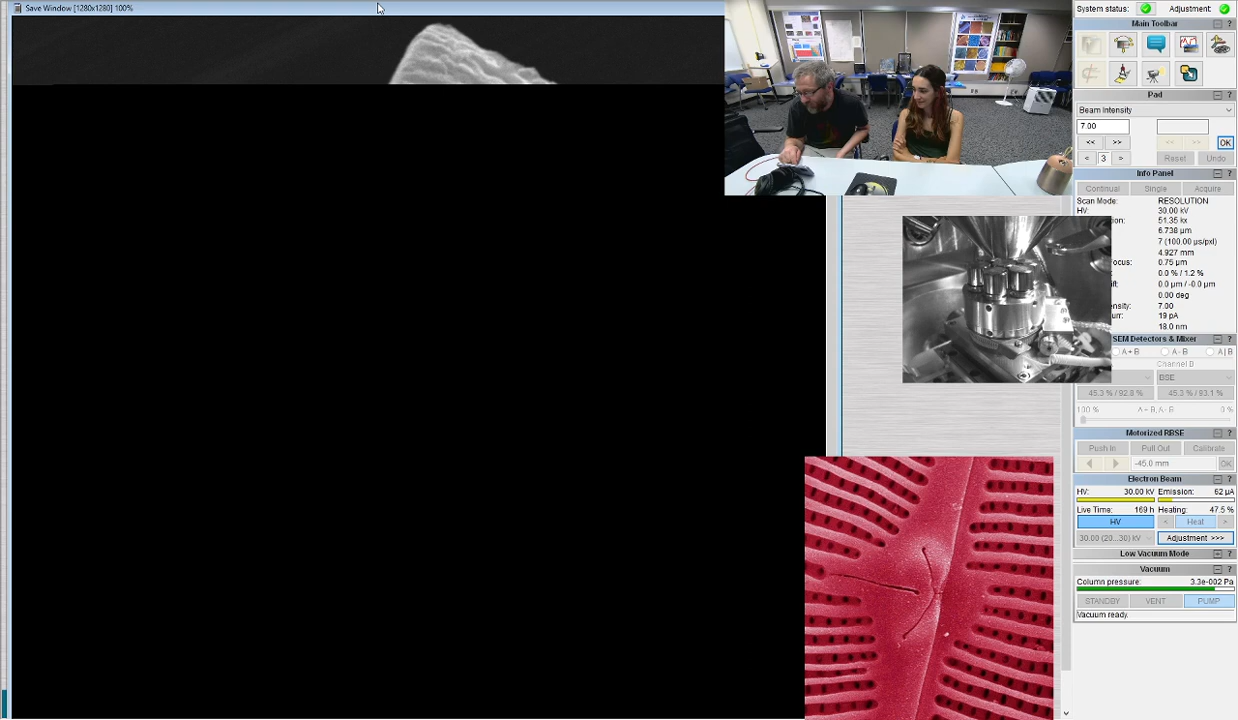 Save Window [1280x1280] 100%
System status:
Adjustment:
Main Toolbar
Pad
Beam Intensity
7.00
<< >>
<< >>
OK
< 3 >
Reset
Undo
Info Panel
Continual
Single
Acquire
Scan Mode: RESOLUTION
HV: 30.00 kV
51.35 kx
6.738 µm
7 (100.00 µs/pxl)
4.927 mm
ocus: 0.75 µm
0.0 % / 1.2 %
0.0 µm / -0.0 µm
0.00 deg
7.00
19 pA
18.0 nm
SEM Detectors & Mixer
A + B
A - B
A | B
BSE
45.3 % / 92.8 %
45.3 % / 93.1 %
100 %
A + B, A - B
0 %
Motorized RBSE
Push In
Pull Out
Calibrate
-45.0 mm
OK
Electron Beam
HV: 30.00 kV
Emission: 62 µA
Live Time: 169 h
Heating: 47.5 %
HV
< Heat >
30.00 (20...30) kV
Adjustment >>>
Low Vacuum Mode
Vacuum
Column pressure: 3.3e-002 Pa
STANDBY
VENT
PUMP
Vacuum ready.